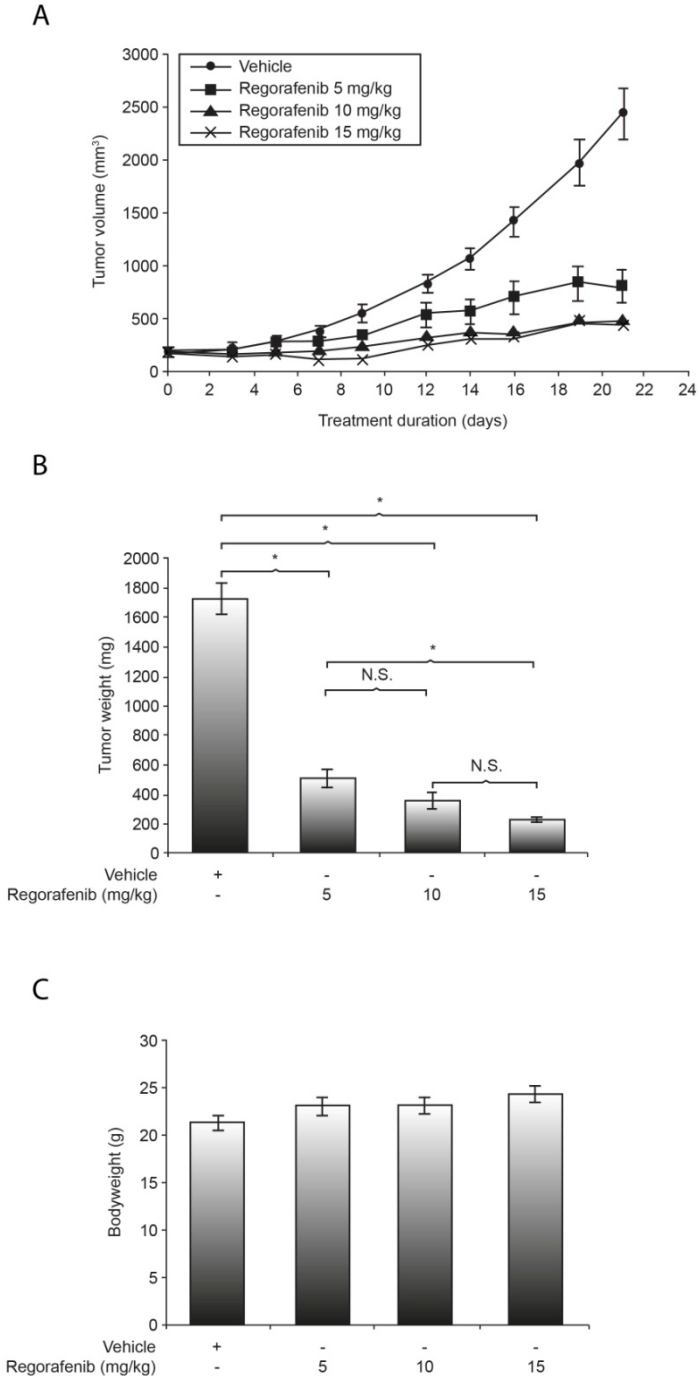 A
3000
2500
2000
1500
1000
500
0
Tumor volume (mm³)
Vehicle
Regorafenib 5 mg/kg
Regorafenib 10 mg/kg
Regorafenib 15 mg/kg
0 2 4 6 8 10 12 14 16 18 20 22 24
Treatment duration (days)
B
*
*
*
*
N.S.
N.S.
2000
1800
1600
1400
1200
1000
800
600
400
200
0
Tumor weight (mg)
Vehicle + - - -
Regorafenib (mg/kg) - 5 10 15
C
30
25
20
15
10
5
0
Bodyweight (g)
Vehicle + - - -
Regorafenib (mg/kg) - 5 10 15